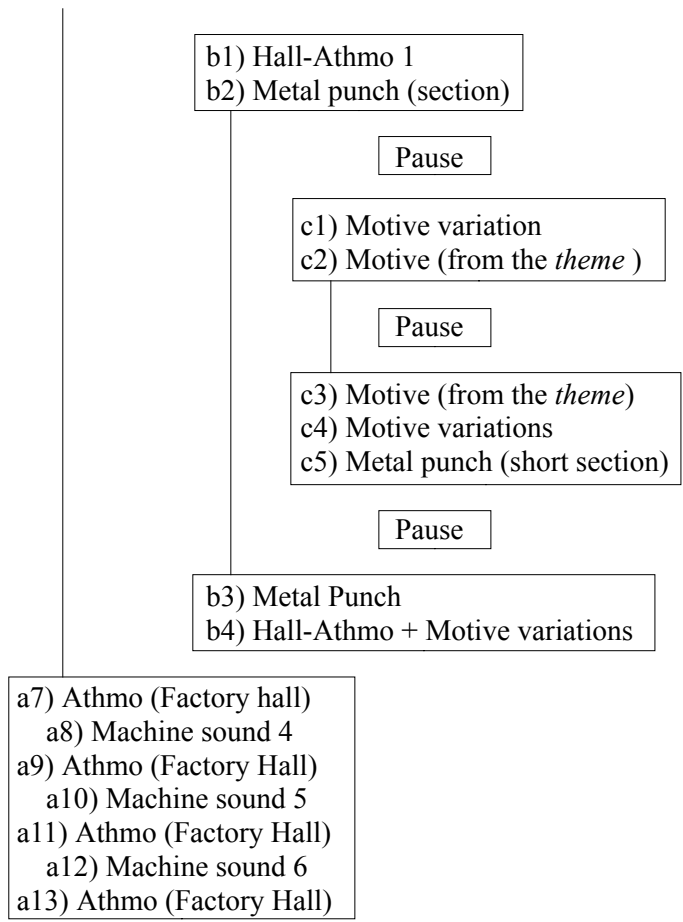 b1) Hall-Athmo 1
b2) Metal punch (section)
Pause
c1) Motive variation
c2) Motive (from the theme )
Pause
c3) Motive (from the theme)
c4) Motive variations
c5) Metal punch (short section)
Pause
b3) Metal Punch
b4) Hall-Athmo + Motive variations
a7) Athmo (Factory hall)
a8) Machine sound 4
a9) Athmo (Factory Hall)
a10) Machine sound 5
a11) Athmo (Factory Hall)
a12) Machine sound 6
a13) Athmo (Factory Hall)